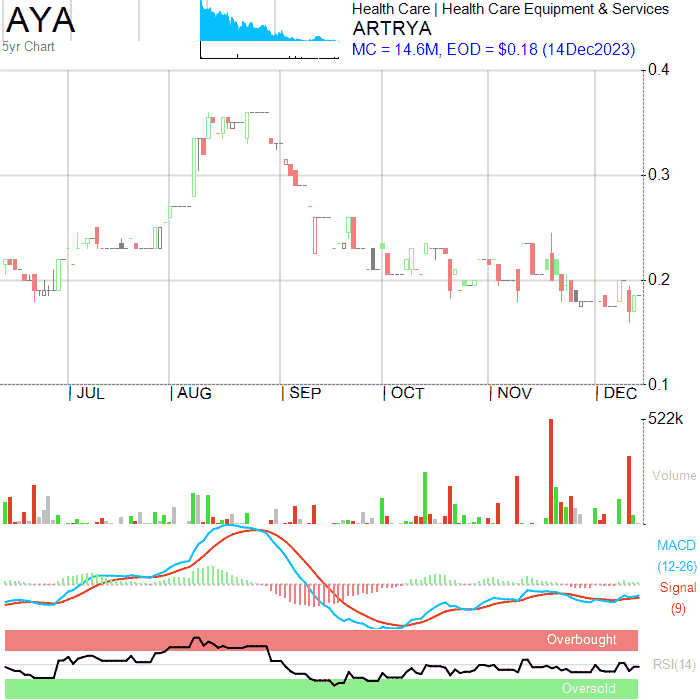 AYA
5yr Chart
Health Care | Health Care Equipment & Services
ARTRYA
MC = 14.6M, EOD = $0.18 (14Dec2023)
0.4
0.3
0.2
0.1
JUL
AUG
SEP
OCT
NOV
DEC
522k
Volume
MACD
(12-26)
Signal
(9)
Overbought
RSI(14)
Oversold